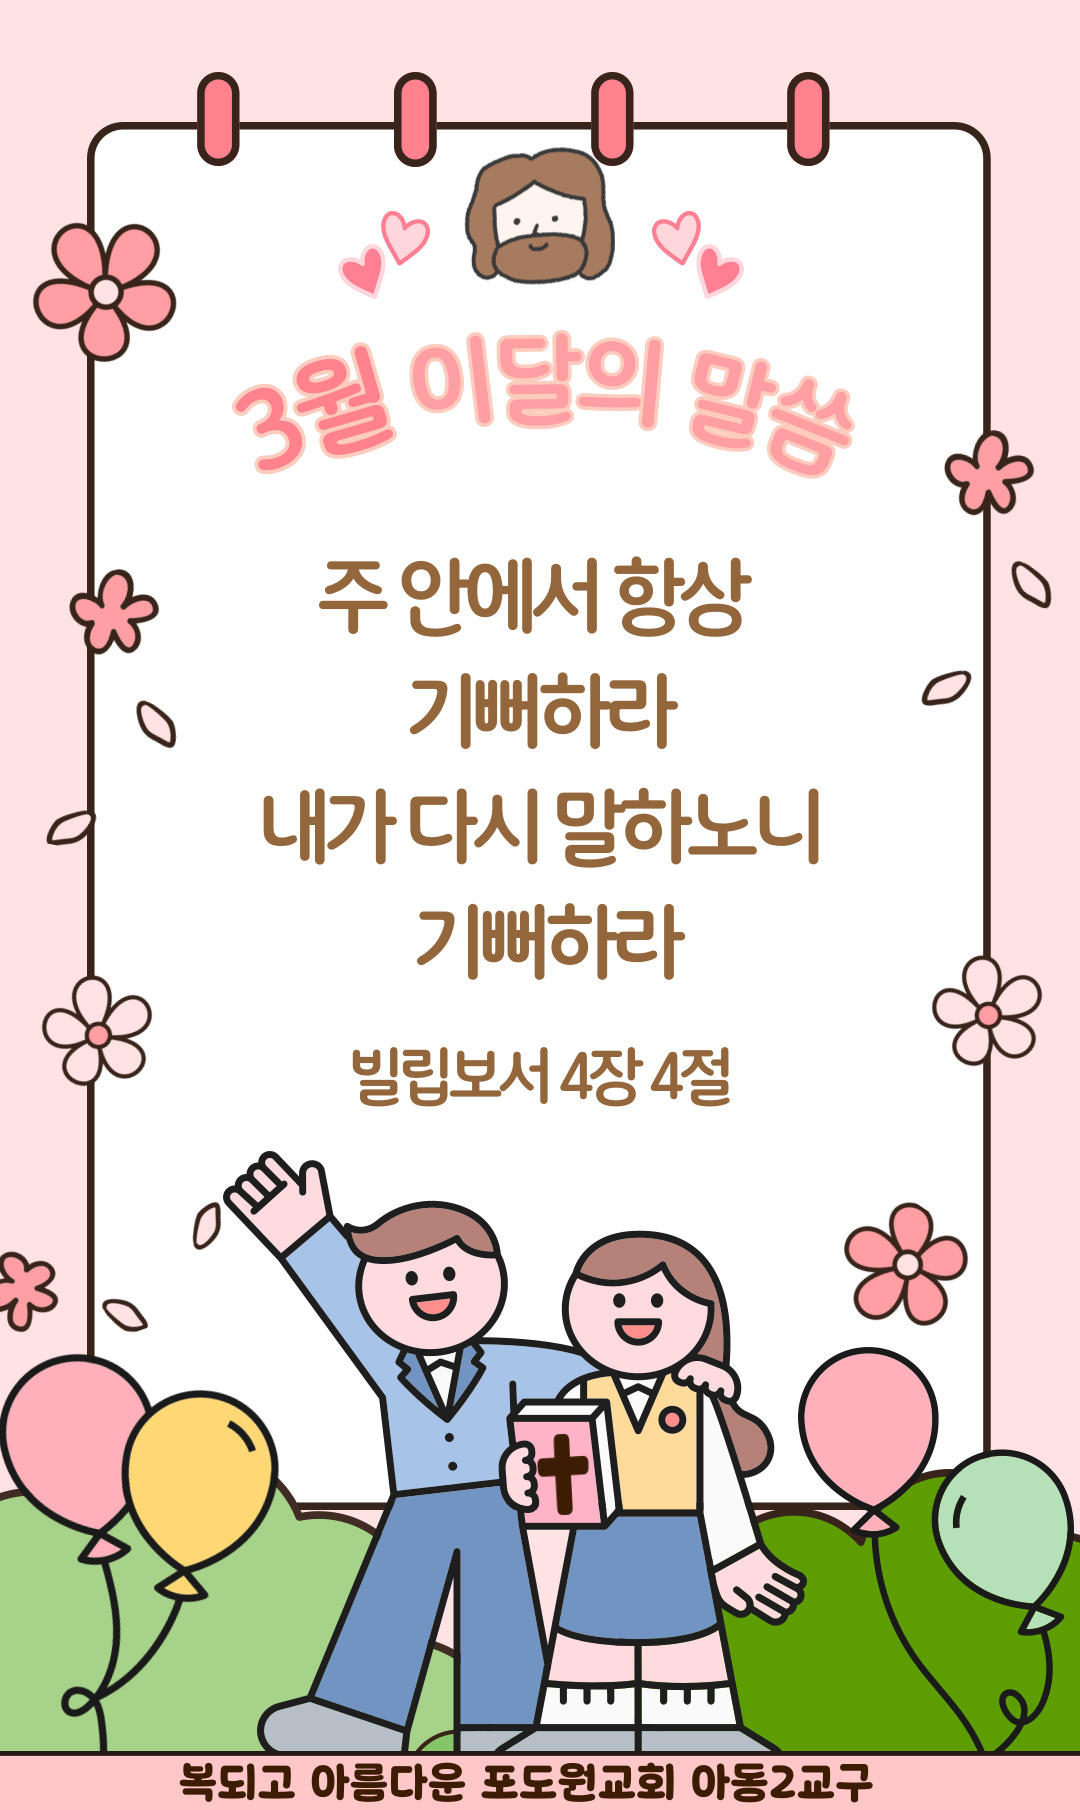 3월 이달의 말씀
주 안에서 항상
기뻐하라
내가 다시 말하노니
기뻐하라
빌립보서 4장 4절
복되고 아름다운 포도원교회 아동2교구